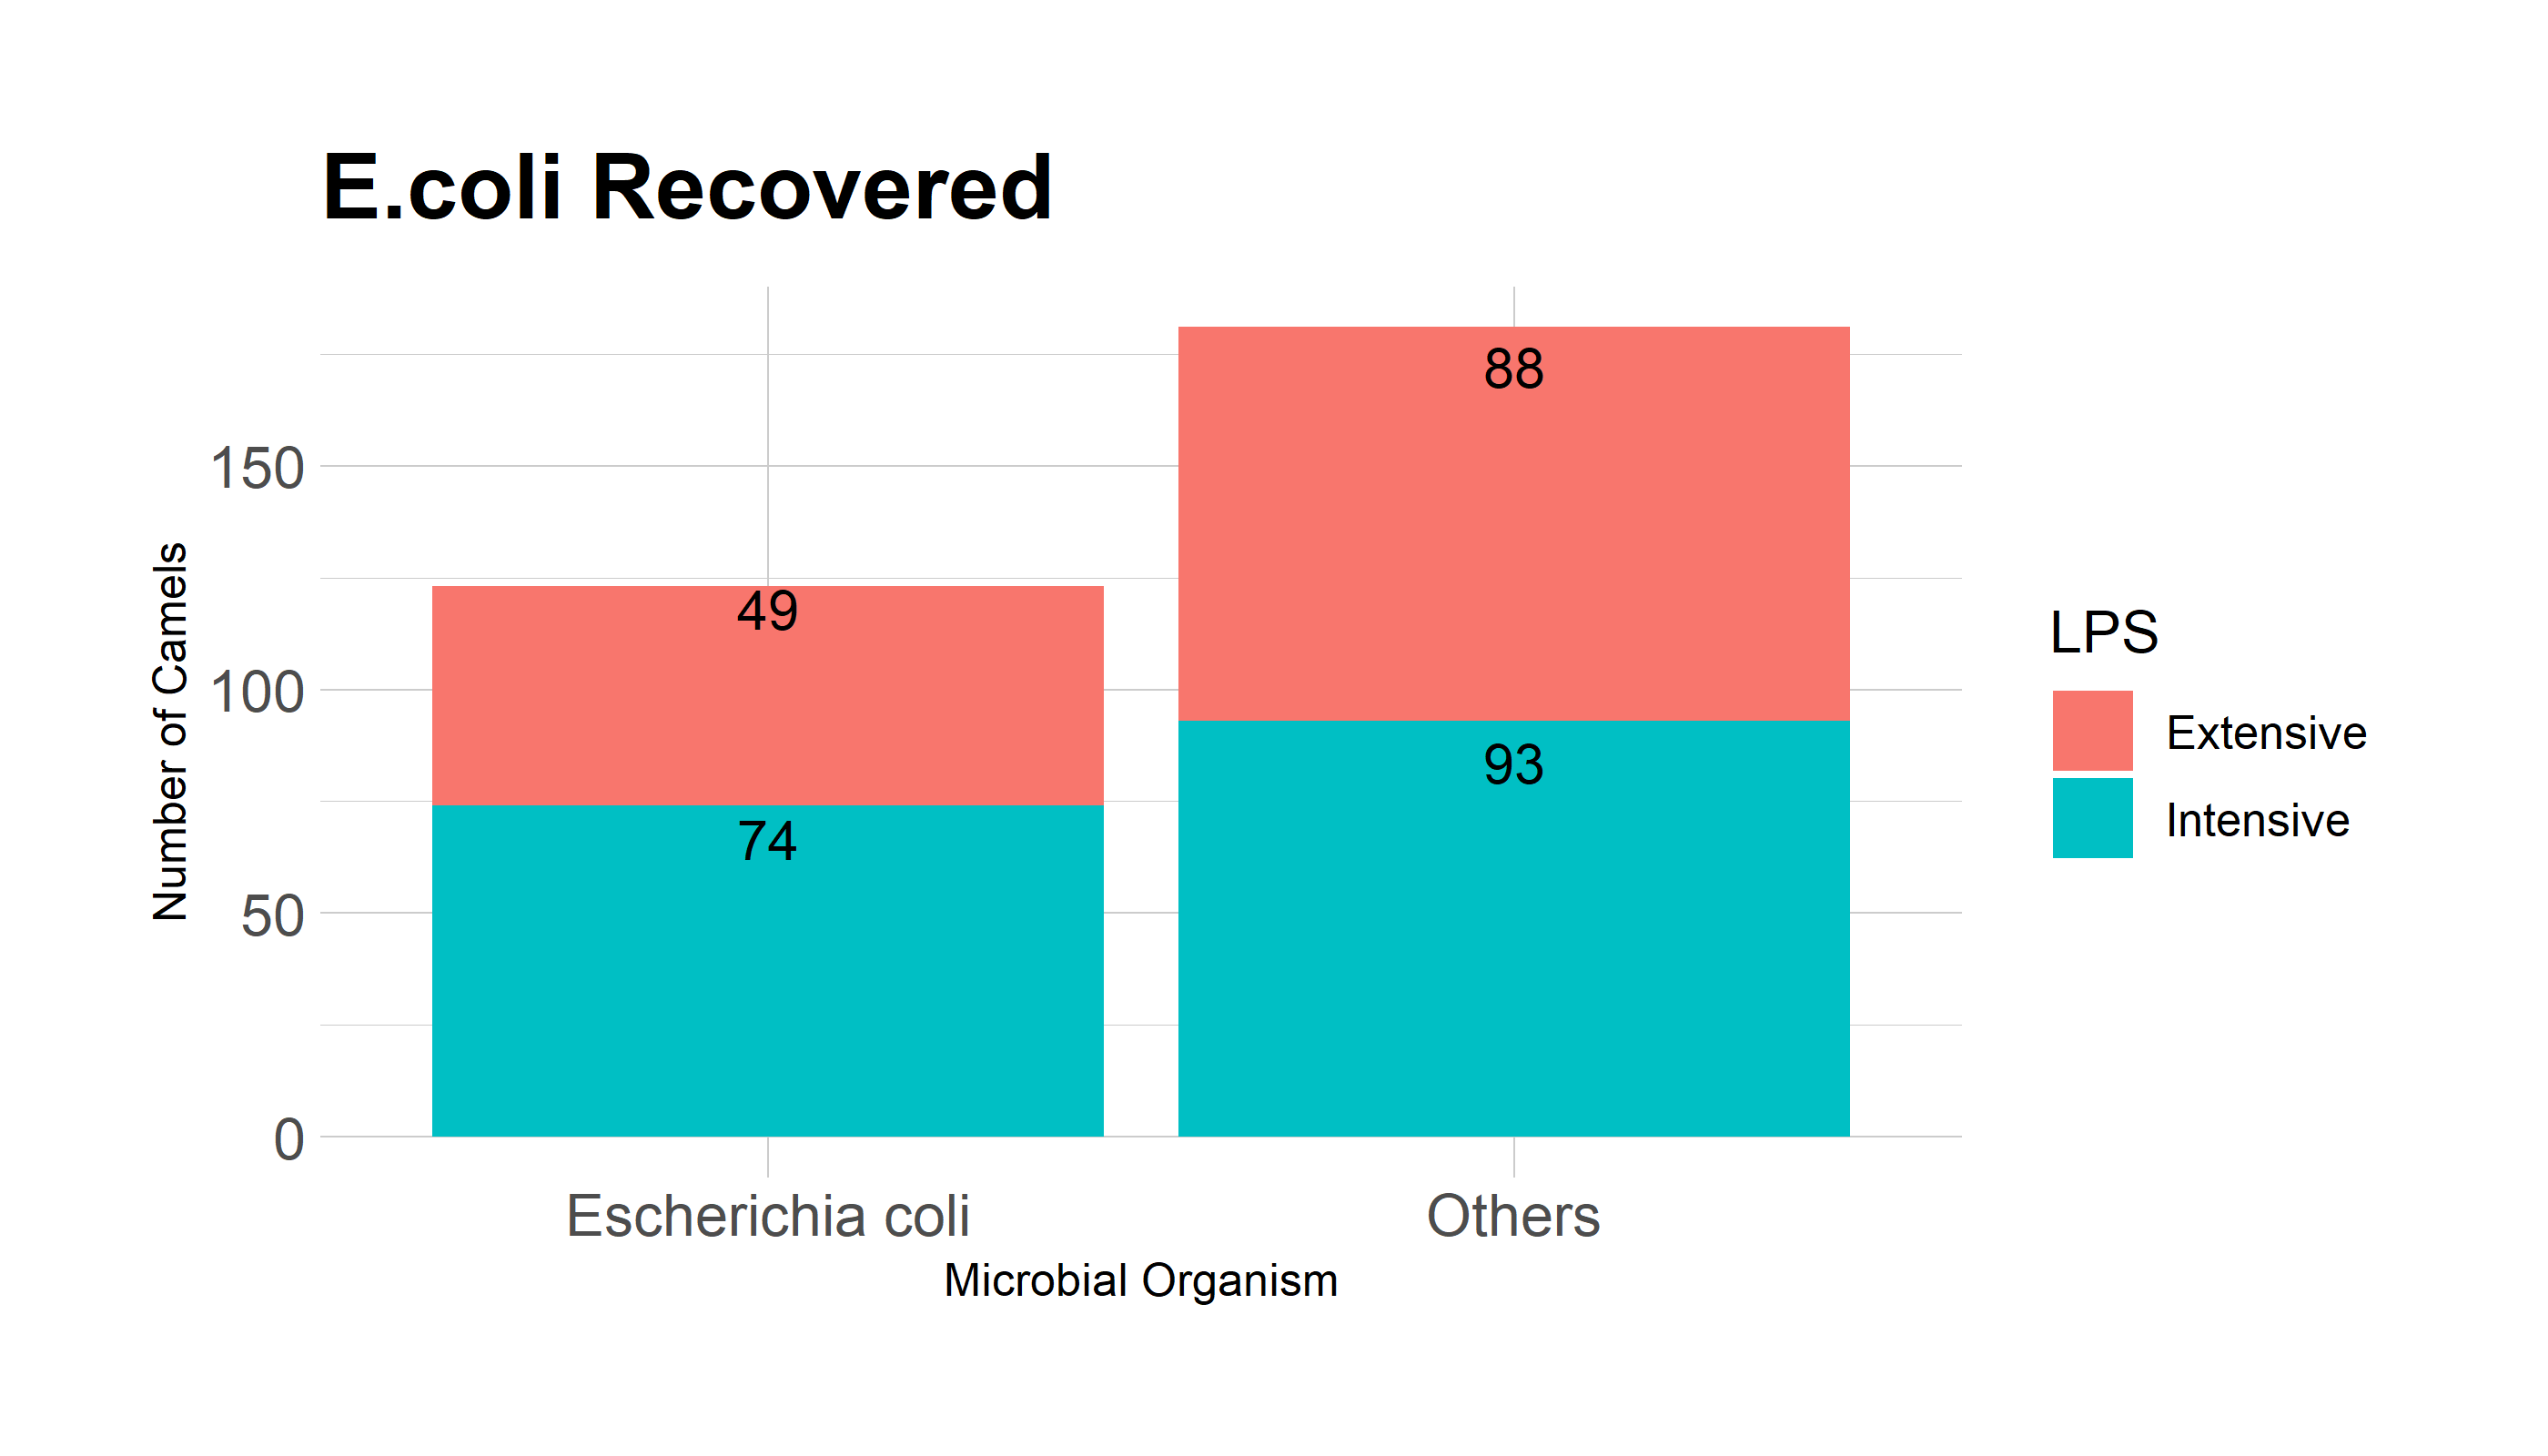 E.coli Recovered
88
150
49
LPS
100
Extensive
93
Intensive
74
50
0
Number of Camels
Escherichia coli
Others
Microbial Organism